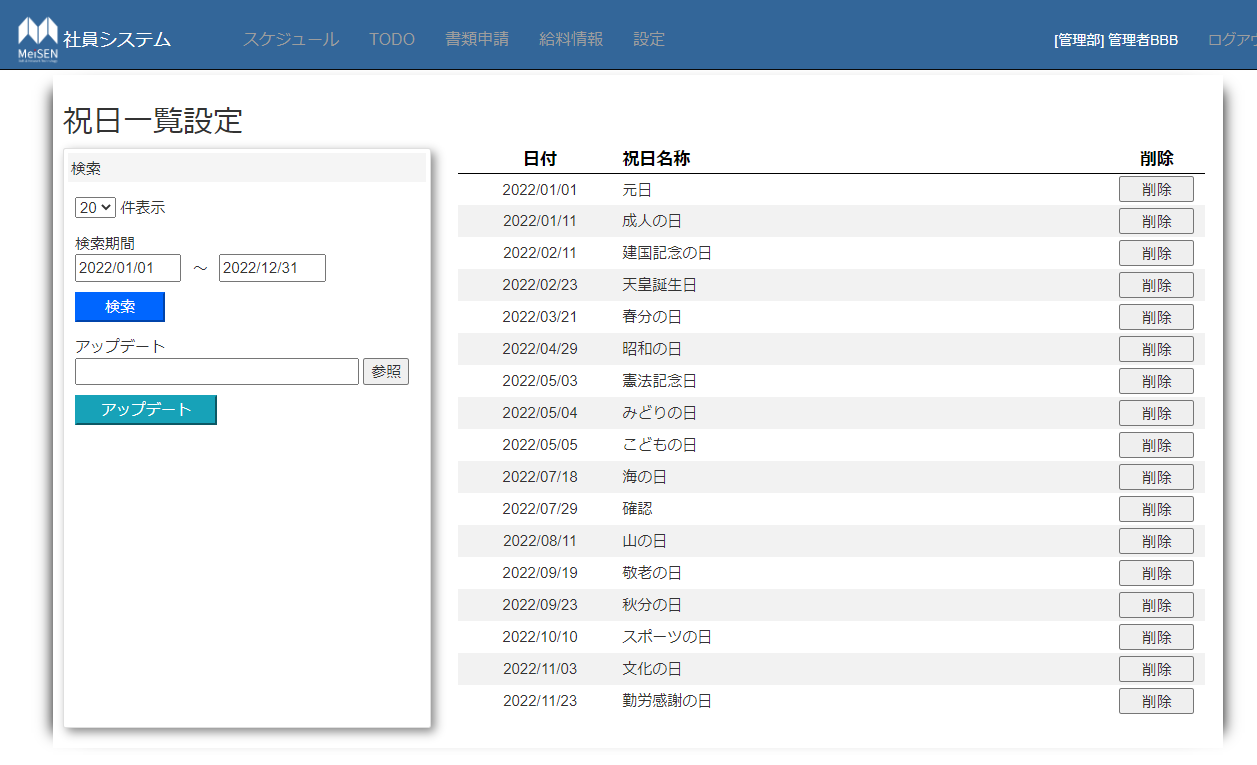 MeiSEN 社員システム スケジュール TODO 書類申請 給料情報 設定 [管理部] 管理者BBB ログアウ
祝日一覧設定
検索
20 件表示
検索期間
2022/01/01 ～ 2022/12/31
検索
アップデート
参照
アップデート
日付 祝日名称 削除
2022/01/01 元日 削除
2022/01/11 成人の日 削除
2022/02/11 建国記念の日 削除
2022/02/23 天皇誕生日 削除
2022/03/21 春分の日 削除
2022/04/29 昭和の日 削除
2022/05/03 憲法記念日 削除
2022/05/04 みどりの日 削除
2022/05/05 こどもの日 削除
2022/07/18 海の日 削除
2022/07/29 確認 削除
2022/08/11 山の日 削除
2022/09/19 敬老の日 削除
2022/09/23 秋分の日 削除
2022/10/10 スポーツの日 削除
2022/11/03 文化の日 削除
2022/11/23 勤労感謝の日 削除